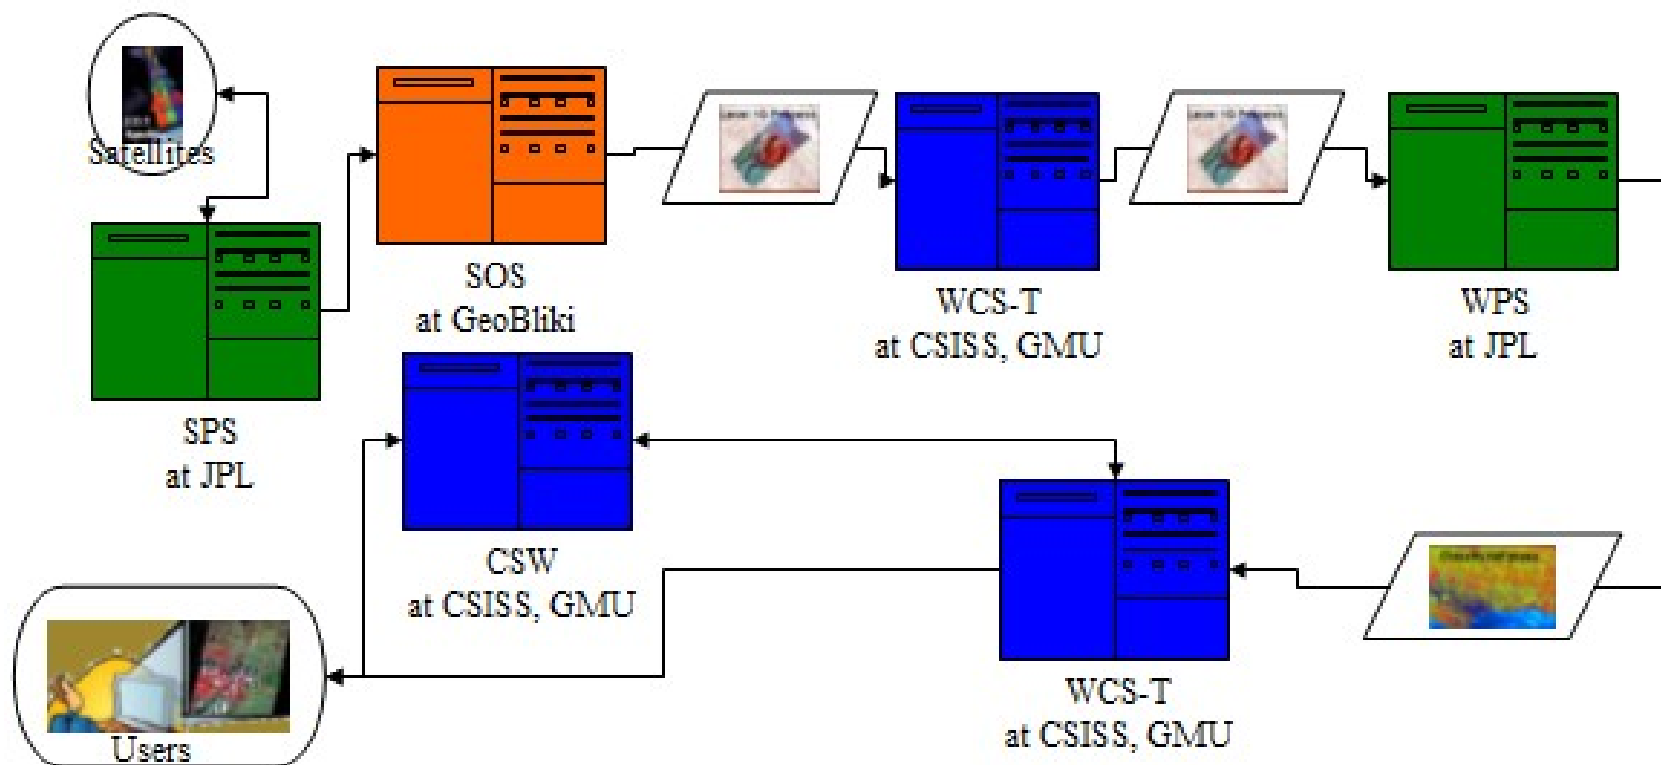 Satellites
SOS
at GeoBliki
WCS-T
at CSISS, GMU
WPS
at JPL
SPS
at JPL
CSW
at CSISS, GMU
WCS-T
at CSISS, GMU
Users